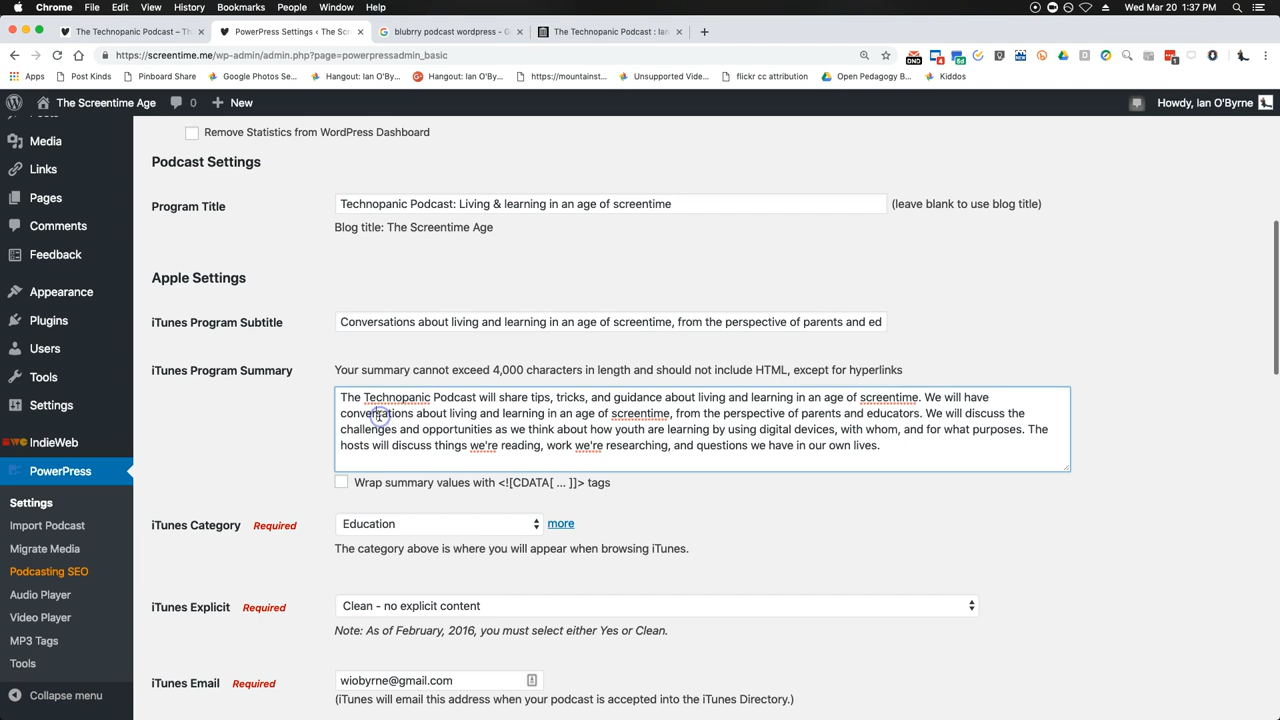 Chrome File Edit View History Bookmarks People Window Help Wed Mar 20 1:37 PM
The Technopanic Podcast – Th PowerPress Settings ‹ The Scr blubrry podcast wordpress - G The Technopanic Podcast : Ian
https://screentime.me/wp-admin/admin.php?page=powerpressadmin_basic
Apps Post Kinds Pinboard Share Google Photos Se... Hangout: Ian O'By... Hangout: Ian O'By... https://mountainst... Unsupported Video... flickr cc attribution Open Pedagogy B... Kiddos
The Screentime Age 0 New Howdy, Ian O'Byrne
Media
Links
Pages
Comments
Feedback
Appearance
Plugins
Users
Tools
Settings
IndieWeb
PowerPress
Settings
Import Podcast
Migrate Media
Podcasting SEO
Audio Player
Video Player
MP3 Tags
Tools
Collapse menu
Remove Statistics from WordPress Dashboard
Podcast Settings
Program Title Technopanic Podcast: Living & learning in an age of screentime (leave blank to use blog title)
Blog title: The Screentime Age
Apple Settings
iTunes Program Subtitle Conversations about living and learning in an age of screentime, from the perspective of parents and ed
iTunes Program Summary Your summary cannot exceed 4,000 characters in length and should not include HTML, except for hyperlinks
The Technopanic Podcast will share tips, tricks, and guidance about living and learning in an age of screentime. We will have
conversations about living and learning in an age of screentime, from the perspective of parents and educators. We will discuss the
challenges and opportunities as we think about how youth are learning by using digital devices, with whom, and for what purposes. The
hosts will discuss things we're reading, work we're researching, and questions we have in our own lives.
Wrap summary values with <![CDATA[ ... ]]> tags
iTunes Category Required Education more
The category above is where you will appear when browsing iTunes.
iTunes Explicit Required Clean - no explicit content
Note: As of February, 2016, you must select either Yes or Clean.
iTunes Email Required wiobyrne@gmail.com
(iTunes will email this address when your podcast is accepted into the iTunes Directory.)